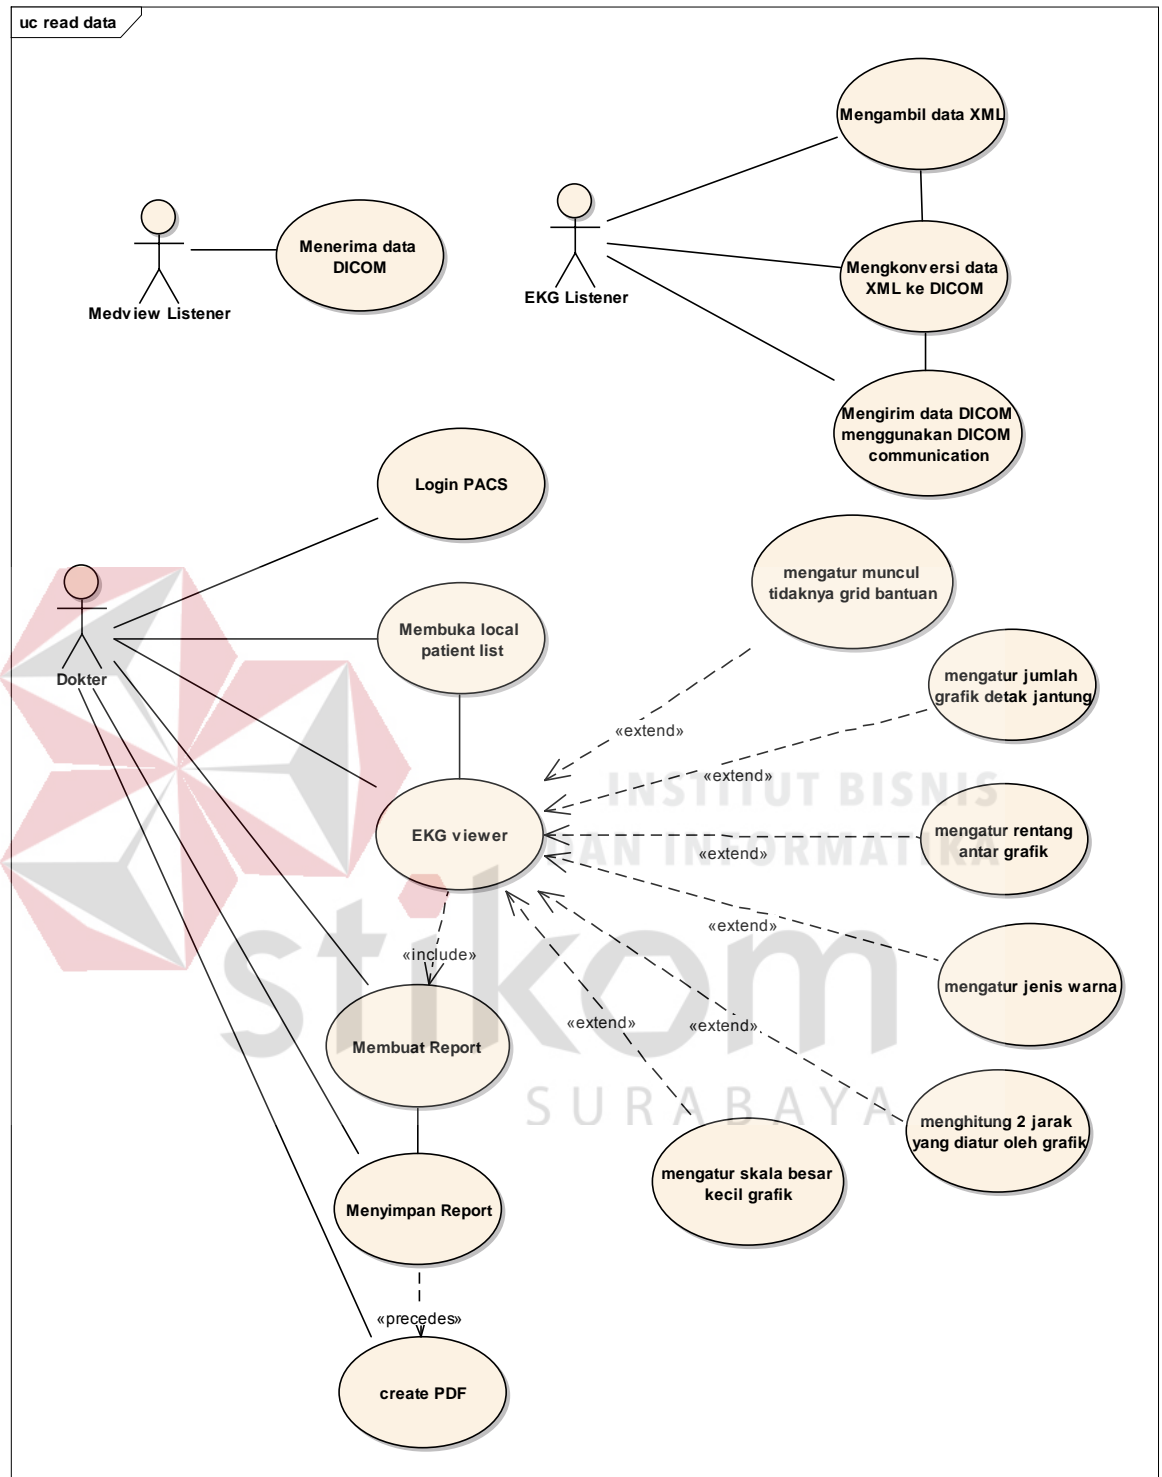 uc read data
Mengambil data XML
Menerima data
DICOM
Medview Listener
EKG Listener
Mengkonversi data
XML ke DICOM
Mengirim data DICOM
menggunakan DICOM
communication
Login PACS
mengatur muncul
tidaknya grid bantuan
Membuka local
patient list
Dokter
mengatur jumlah
grafik detak jantung
«extend»
«extend»
INSTITUT BISNIS
DAN INFORMATIKA
EKG viewer
mengatur rentang
antar grafik
«extend»
«extend»
stikom
«include»
mengatur jenis warna
«extend»
«extend»
Membuat Report
SURABAYA
menghitung 2 jarak
yang diatur oleh grafik
mengatur skala besar
kecil grafik
Menyimpan Report
«precedes»
create PDF